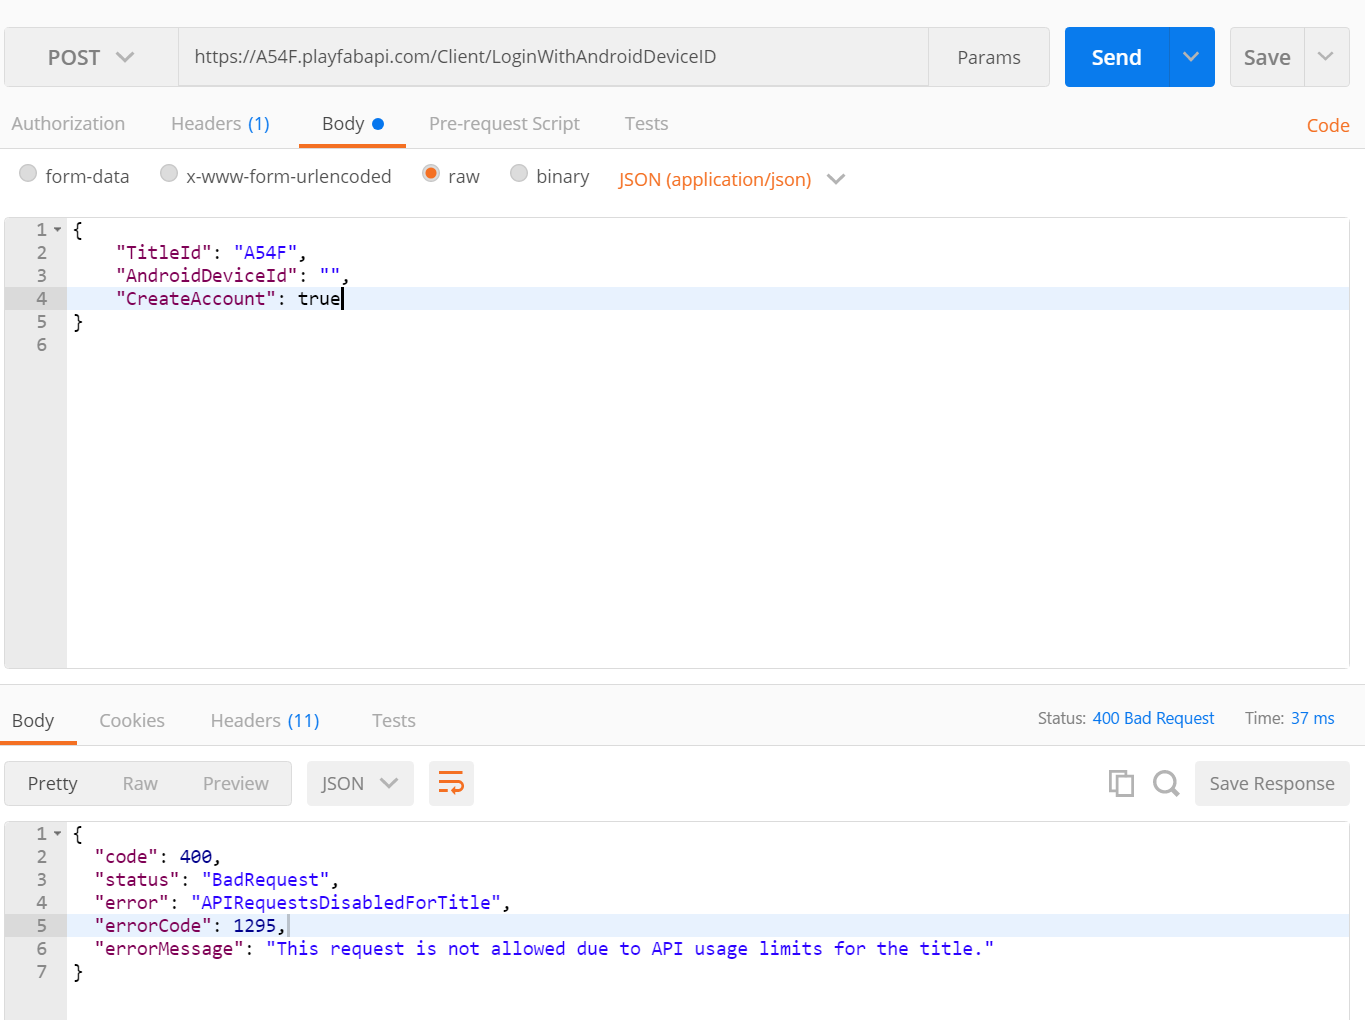 POST https://A54F.playfabapi.com/Client/LoginWithAndroidDeviceID Params Send Save
Authorization Headers (1) Body Pre-request Script Tests Code
form-data x-www-form-urlencoded raw binary JSON (application/json)
1 {
2 "TitleId": "A54F",
3 "AndroidDeviceId": "",
4 "CreateAccount": true
5 }
6
Body Cookies Headers (11) Tests Status: 400 Bad Request Time: 37 ms
Pretty Raw Preview JSON Save Response
1 {
2 "code": 400,
3 "status": "BadRequest",
4 "error": "APIRequestsDisabledForTitle",
5 "errorCode": 1295,
6 "errorMessage": "This request is not allowed due to API usage limits for the title."
7 }